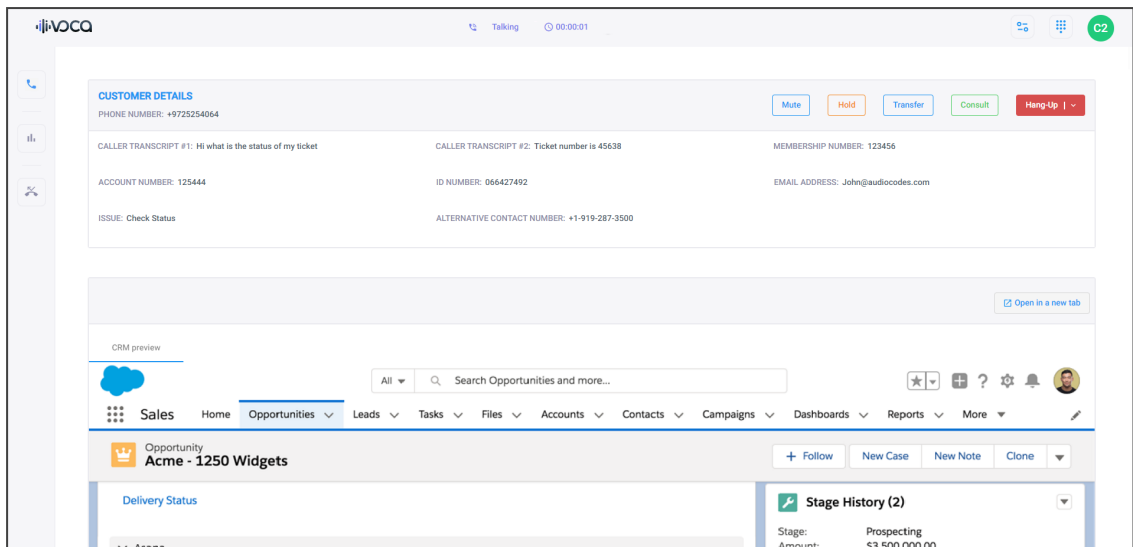 VOCA
Talking 00:00:01
C2
CUSTOMER DETAILS
PHONE NUMBER: +9725254064
Mute Hold Transfer Consult Hang-Up
CALLER TRANSCRIPT #1: Hi what is the status of my ticket CALLER TRANSCRIPT #2: Ticket number is 45638 MEMBERSHIP NUMBER: 123456
ACCOUNT NUMBER: 125444 ID NUMBER: 066427492 EMAIL ADDRESS: John@audiocodes.com
ISSUE: Check Status ALTERNATIVE CONTACT NUMBER: +1-919-287-3500
Open in a new tab
CRM preview
All Search Opportunities and more...
Sales Home Opportunities Leads Tasks Files Accounts Contacts Campaigns Dashboards Reports More
Opportunity
Acme - 1250 Widgets
+ Follow New Case New Note Clone
Delivery Status
Stage History (2)
Stage: Prospecting
Amount: $3,500,000.00